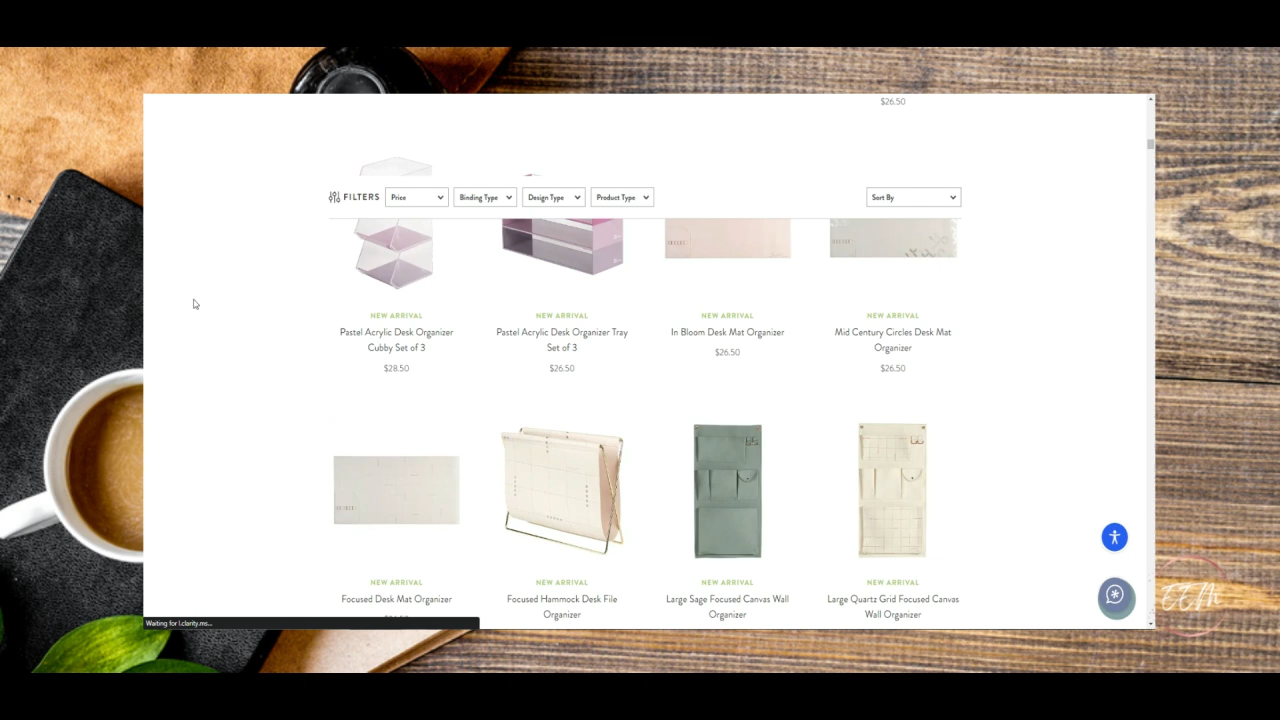 $26.50
FILTERS Price Binding Type Design Type Product Type Sort By
NEW ARRIVAL NEW ARRIVAL NEW ARRIVAL NEW ARRIVAL
Pastel Acrylic Desk Organizer Pastel Acrylic Desk Organizer Tray In Bloom Desk Mat Organizer Mid Century Circles Desk Mat
Cubby Set of 3 Set of 3 $26.50 Organizer
$28.50 $26.50 $26.50
NEW ARRIVAL NEW ARRIVAL NEW ARRIVAL NEW ARRIVAL
Focused Desk Mat Organizer Focused Hammock Desk File Large Sage Focused Canvas Wall Large Quartz Grid Focused Canvas
Organizer Organizer Wall Organizer
Waiting for l.clarity.ms...
EEM